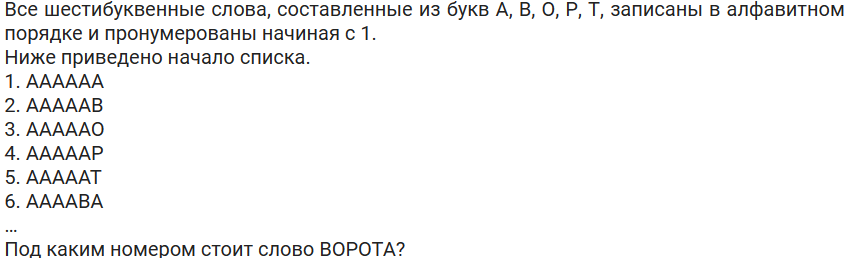 Все шестибуквенные слова, составленные из букв А, В, О, Р, Т, записаны в алфавитном
порядке и пронумерованы начиная с 1.
Ниже приведено начало списка.
1. АААААА
2. АААААВ
3. АААААО
4. АААААР
5. АААААТ
6. ААААВА
...
Под каким номером стоит слово ВОРОТА?